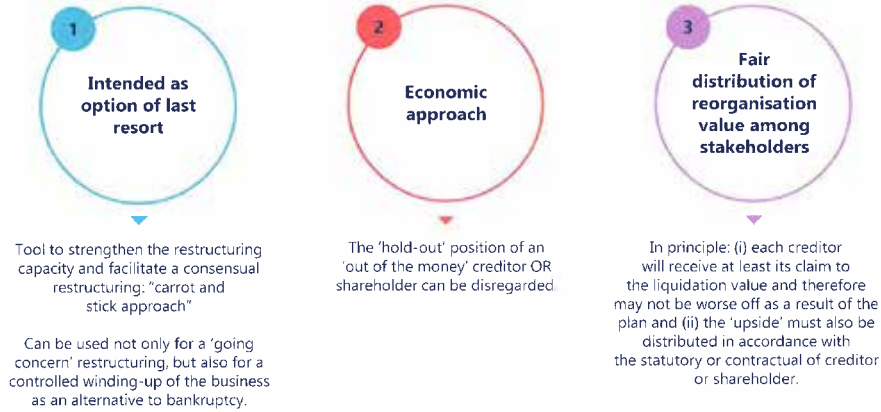 1
Intended as
option of last
resort
Tool to strengthen the restructuring
capacity and facilitate a consensual
restructuring: "carrot and
stick approach"
Can be used not only for a 'going
concern' restructuring, but also for a
controlled winding-up of the business
as an alternative to bankruptcy.
2
Economic
approach
The 'hold-out' position of an
'out of the money' creditor OR
shareholder can be disregarded.
3
Fair
distribution of
reorganisation
value among
stakeholders
In principle: (i) each creditor
will receive at least its claim to
the liquidation value and therefore
may not be worse off as a result of the
plan and (ii) the 'upside' must also be
distributed in accordance with
the statutory or contractual of creditor
or shareholder.